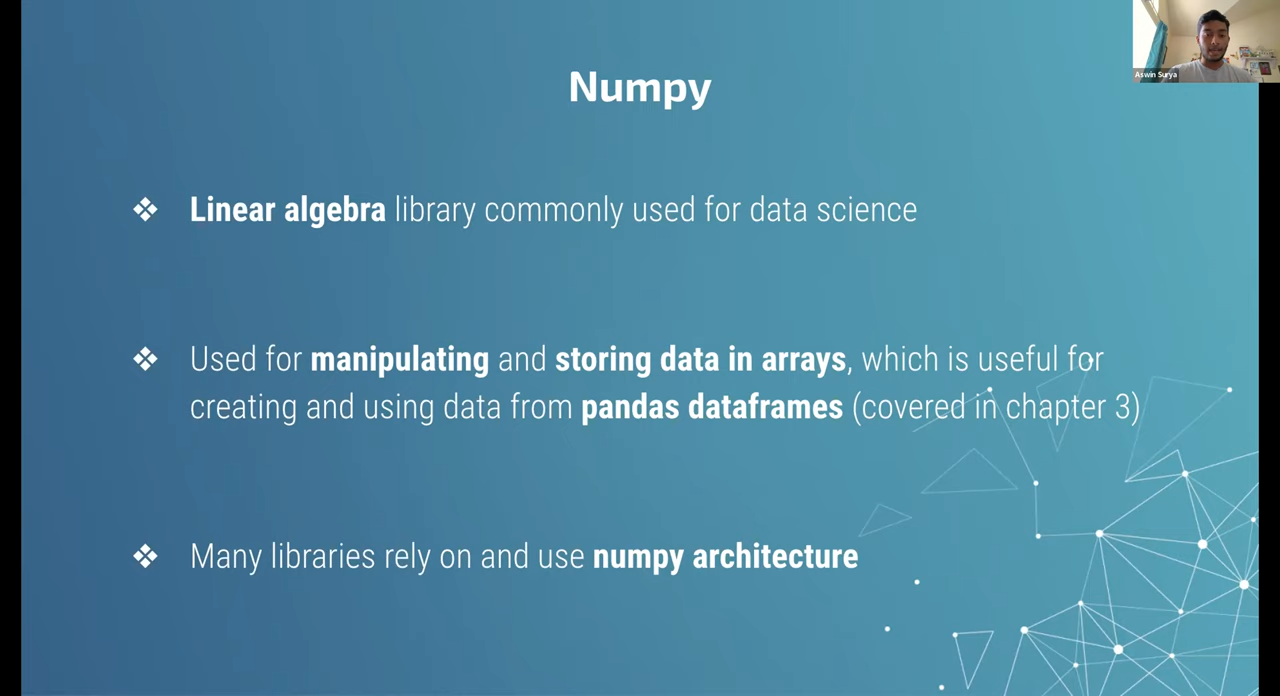 Aswin Surya
Numpy
❖ Linear algebra library commonly used for data science
❖ Used for manipulating and storing data in arrays, which is useful for
creating and using data from pandas dataframes (covered in chapter 3)
❖ Many libraries rely on and use numpy architecture